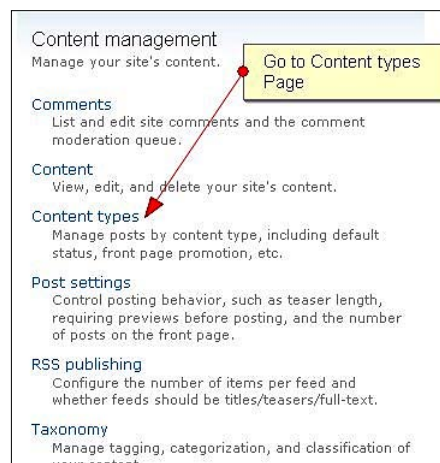 Content management
Manage your site's content.
Go to Content types
Page
Comments
List and edit site comments and the comment
moderation queue.
Content
View, edit, and delete your site's content.
Content types
Manage posts by content type, including default
status, front page promotion, etc.
Post settings
Control posting behavior, such as teaser length,
requiring previews before posting, and the number
of posts on the front page.
RSS publishing
Configure the number of items per feed and
whether feeds should be titles/teasers/full-text.
Taxonomy
Manage tagging, categorization, and classification of
your content.